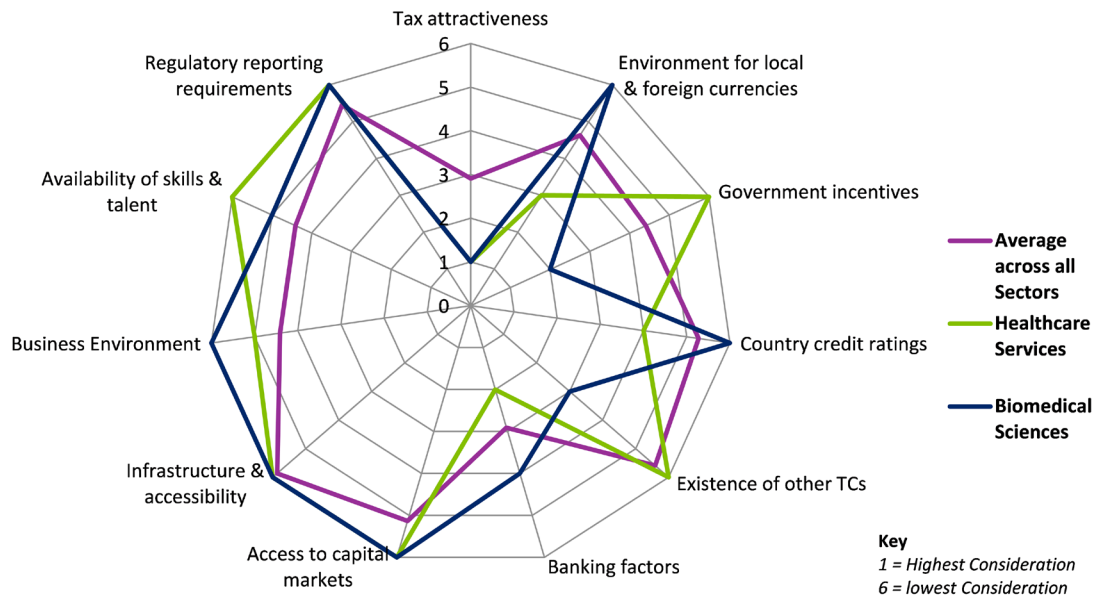 Tax attractiveness
6
5
4
3
2
1
0
Environment for local
& foreign currencies
Government incentives
Country credit ratings
Existence of other TCs
Banking factors
Access to capital
markets
Infrastructure &
accessibility
Business Environment
Availability of skills &
talent
Regulatory reporting
requirements
Average
across all
Sectors
Healthcare
Services
Biomedical
Sciences
Key
1 = Highest Consideration
6 = lowest Consideration